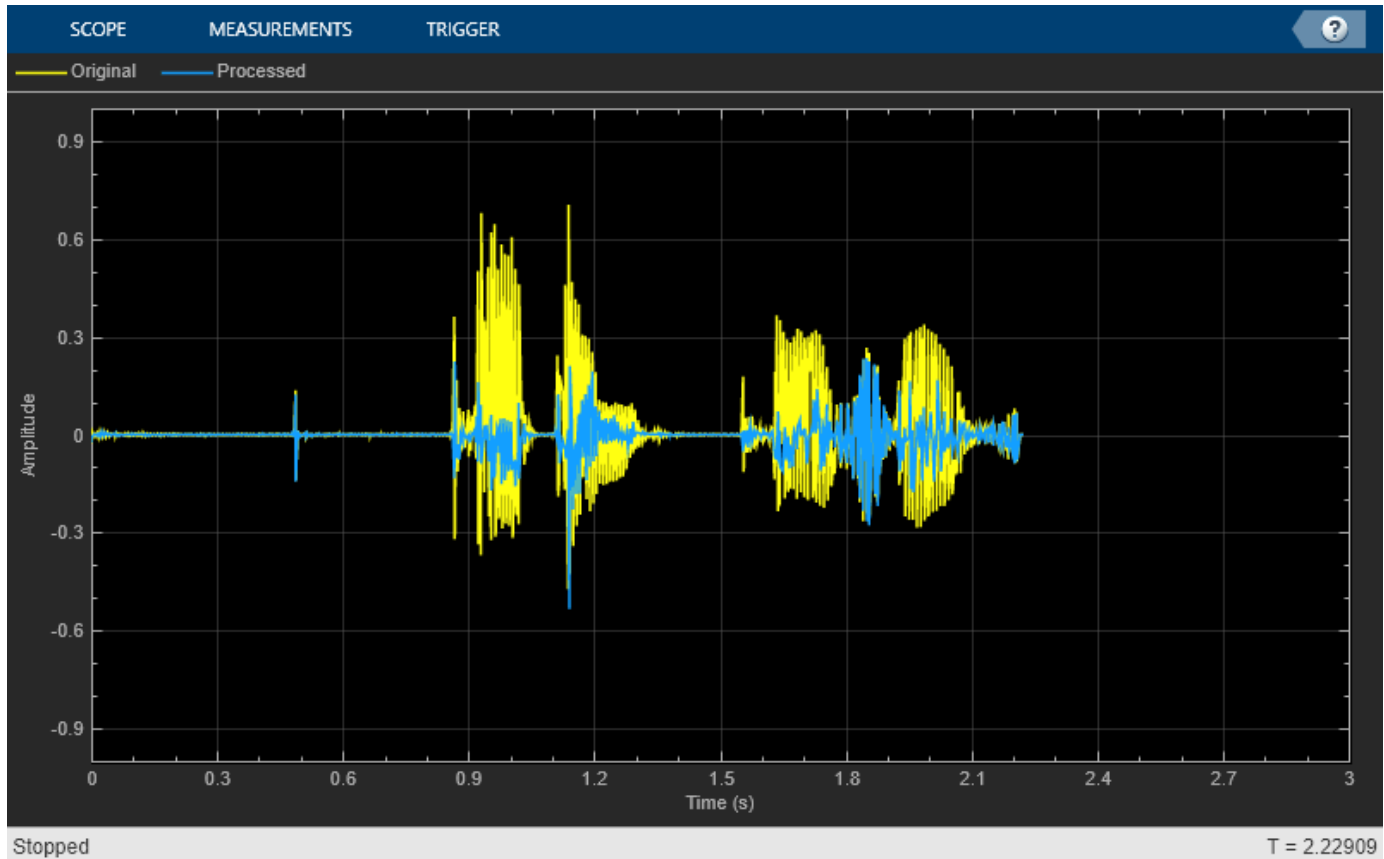 SCOPE MEASUREMENTS TRIGGER ?
Original Processed
0.9
0.6
0.3
0
-0.3
-0.6
-0.9
Amplitude
0 0.3 0.6 0.9 1.2 1.5 1.8 2.1 2.4 2.7 3
Time (s)
Stopped T = 2.22909